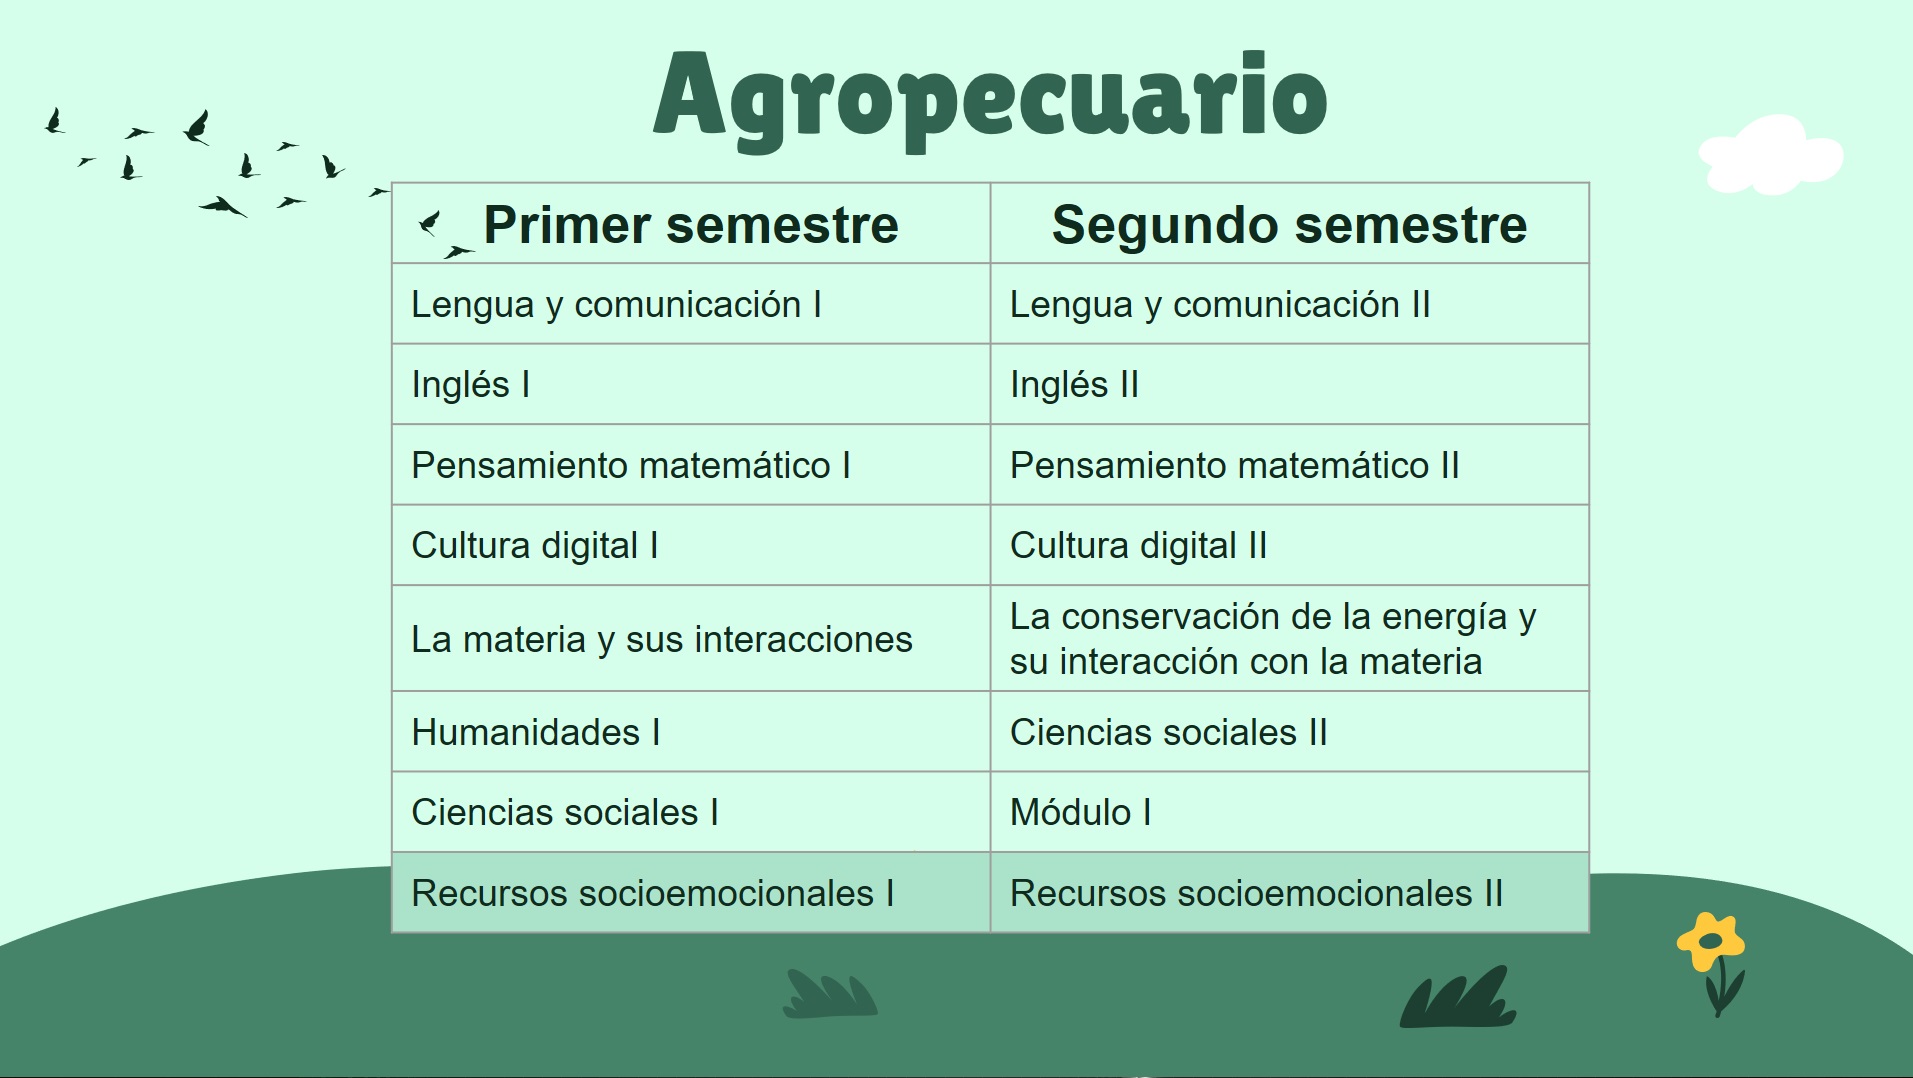 Agropecuario
Primer semestre
Segundo semestre
Lengua y comunicación I
Lengua y comunicación II
Inglés I
Inglés II
Pensamiento matemático I
Pensamiento matemático II
Cultura digital I
Cultura digital II
La materia y sus interacciones
La conservación de la energía y
su interacción con la materia
Humanidades I
Ciencias sociales II
Ciencias sociales I
Módulo I
Recursos socioemocionales I
Recursos socioemocionales II